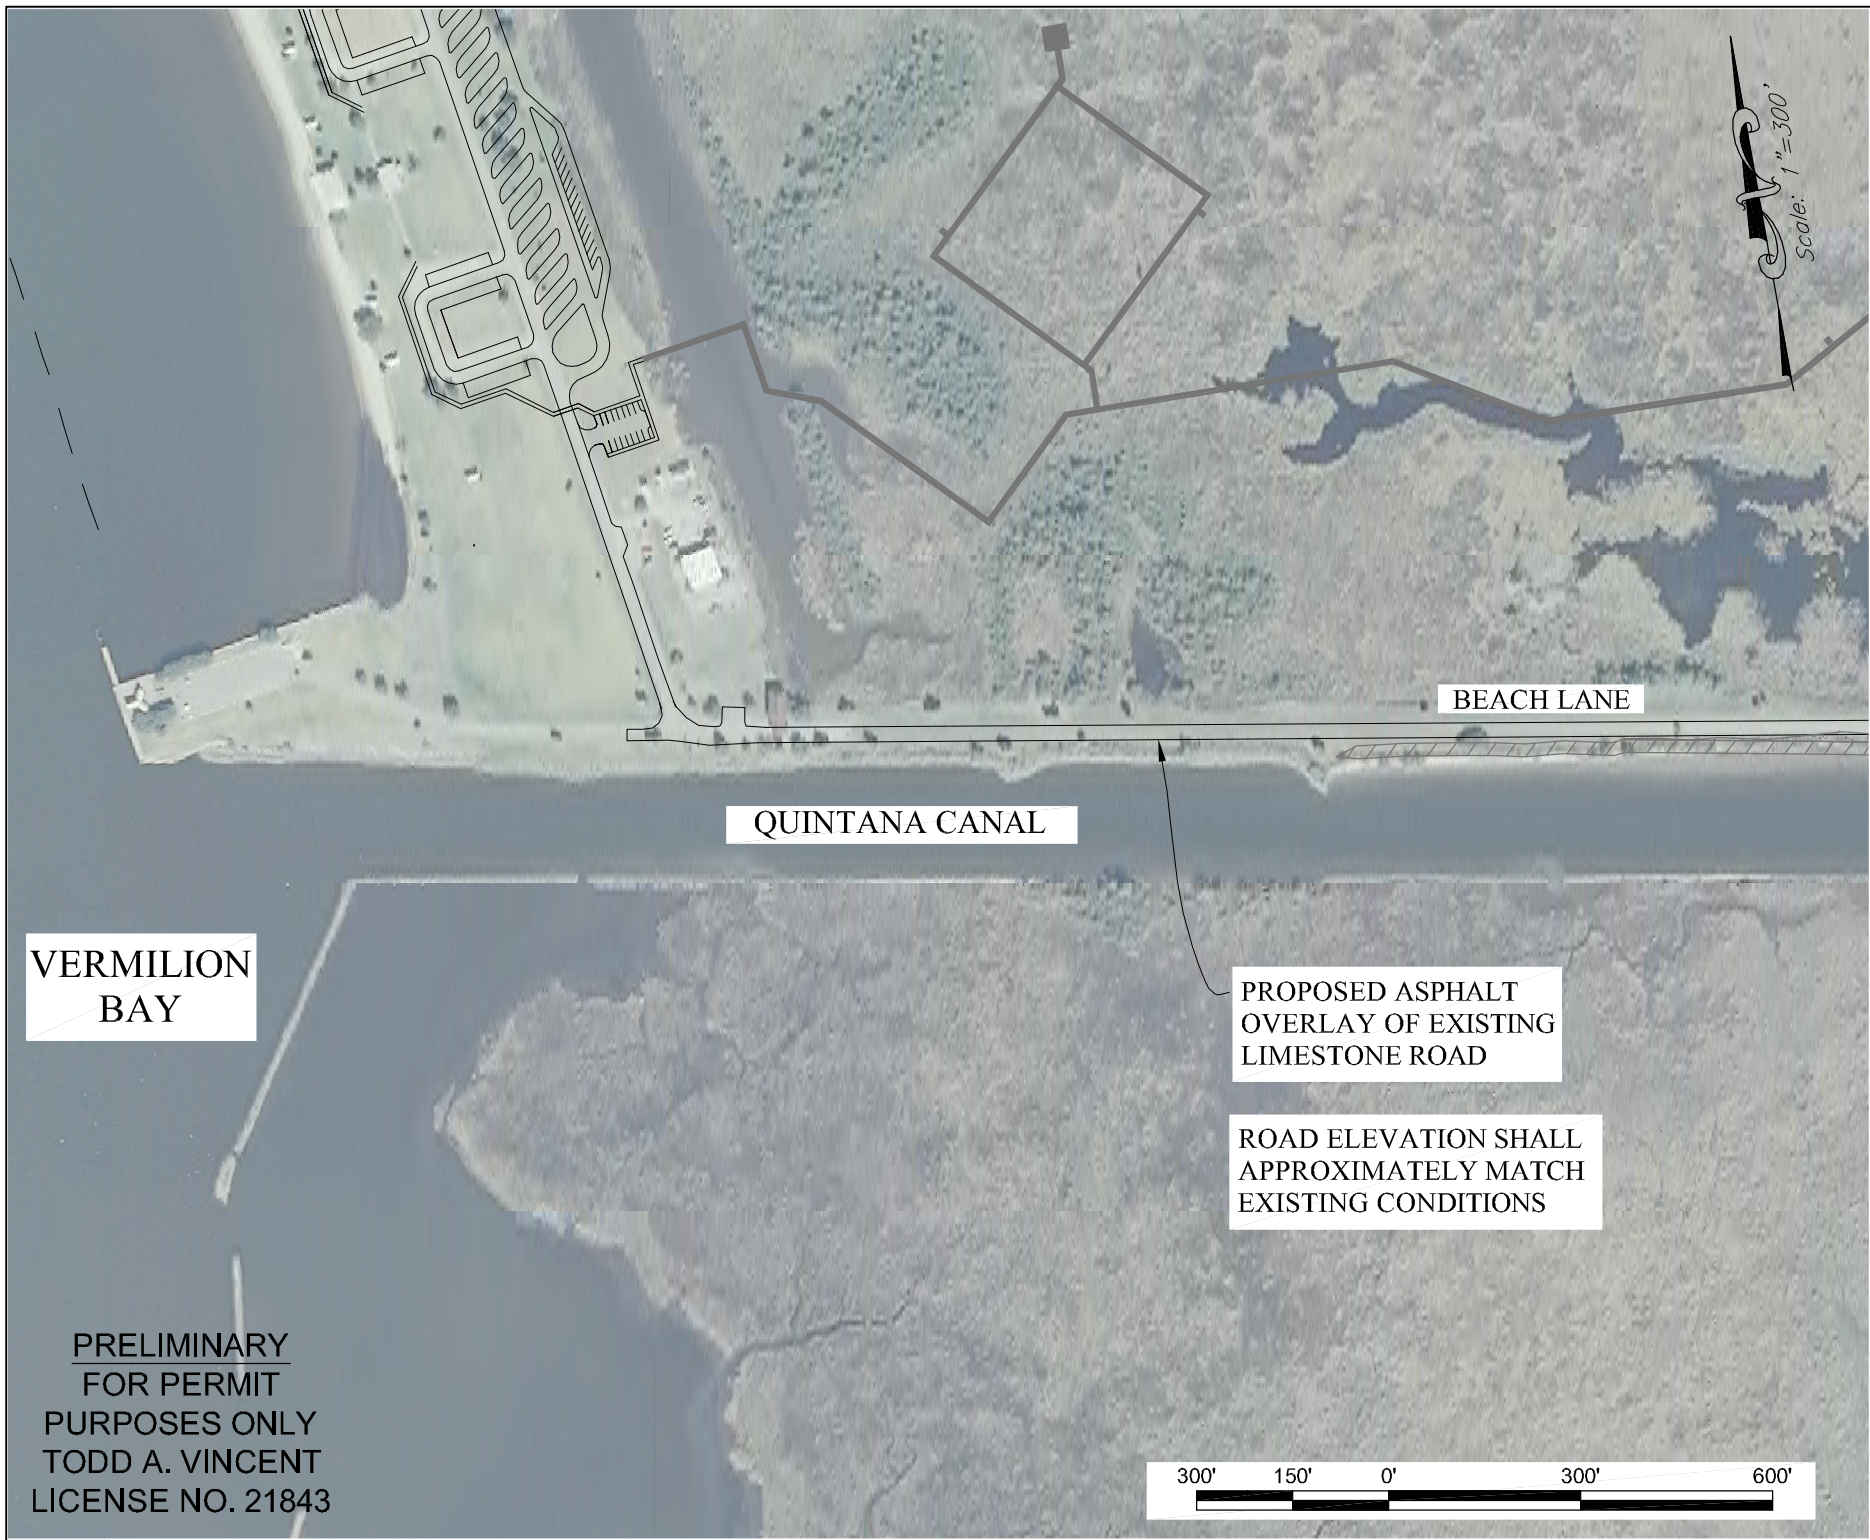 Scale: 1"=300'
BEACH LANE
QUINTANA CANAL
VERMILION
BAY
PROPOSED ASPHALT
OVERLAY OF EXISTING
LIMESTONE ROAD
ROAD ELEVATION SHALL
APPROXIMATELY MATCH
EXISTING CONDITIONS
PRELIMINARY
FOR PERMIT
PURPOSES ONLY
TODD A. VINCENT
LICENSE NO. 21843
300' 150' 0' 300' 600'